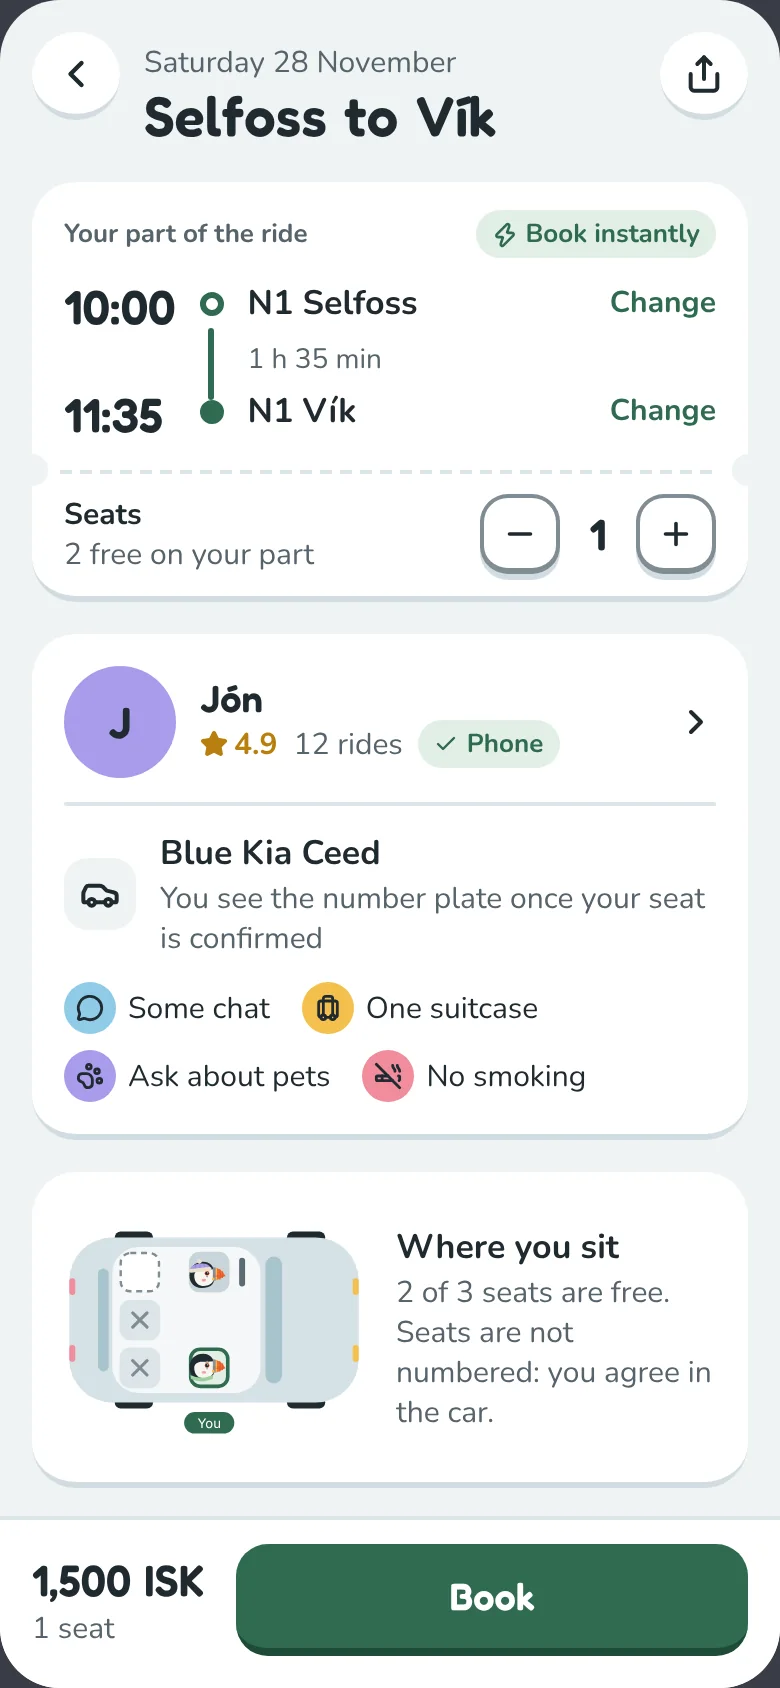 Saturday 28 November
Selfoss to Vík
Your part of the ride
Book instantly
10:00
N1 Selfoss
Change
1 h 35 min
11:35
N1 Vík
Change
Seats
2 free on your part
1
J
Jón
4.9 12 rides
Phone
Blue Kia Ceed
You see the number plate once your seat
is confirmed
Some chat
One suitcase
Ask about pets
No smoking
You
Where you sit
2 of 3 seats are free.
Seats are not
numbered: you agree in
the car.
1,500 ISK
1 seat
Book